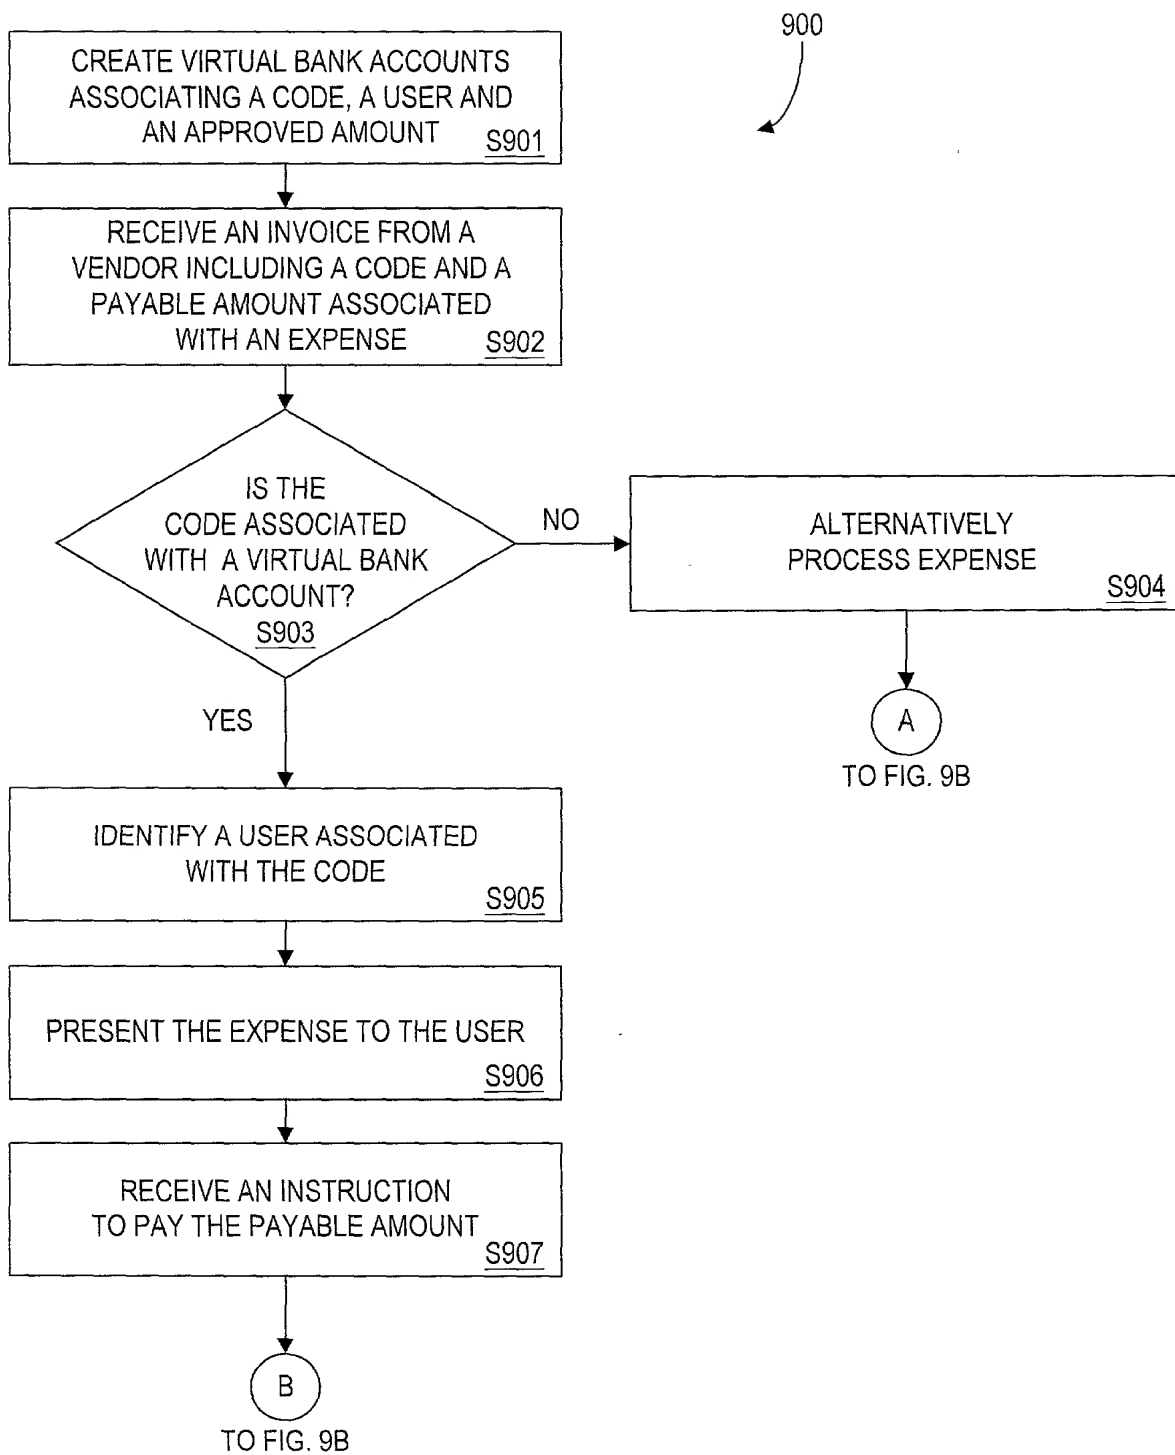 900
CREATE VIRTUAL BANK ACCOUNTS
ASSOCIATING A CODE, A USER AND
AN APPROVED AMOUNT
S901
RECEIVE AN INVOICE FROM A
VENDOR INCLUDING A CODE AND A
PAYABLE AMOUNT ASSOCIATED
WITH AN EXPENSE
S902
IS THE
CODE ASSOCIATED
WITH A VIRTUAL BANK
ACCOUNT?
S903
NO
ALTERNATIVELY
PROCESS EXPENSE
S904
A
TO FIG. 9B
YES
IDENTIFY A USER ASSOCIATED
WITH THE CODE
S905
PRESENT THE EXPENSE TO THE USER
S906
RECEIVE AN INSTRUCTION
TO PAY THE PAYABLE AMOUNT
S907
B
TO FIG. 9B